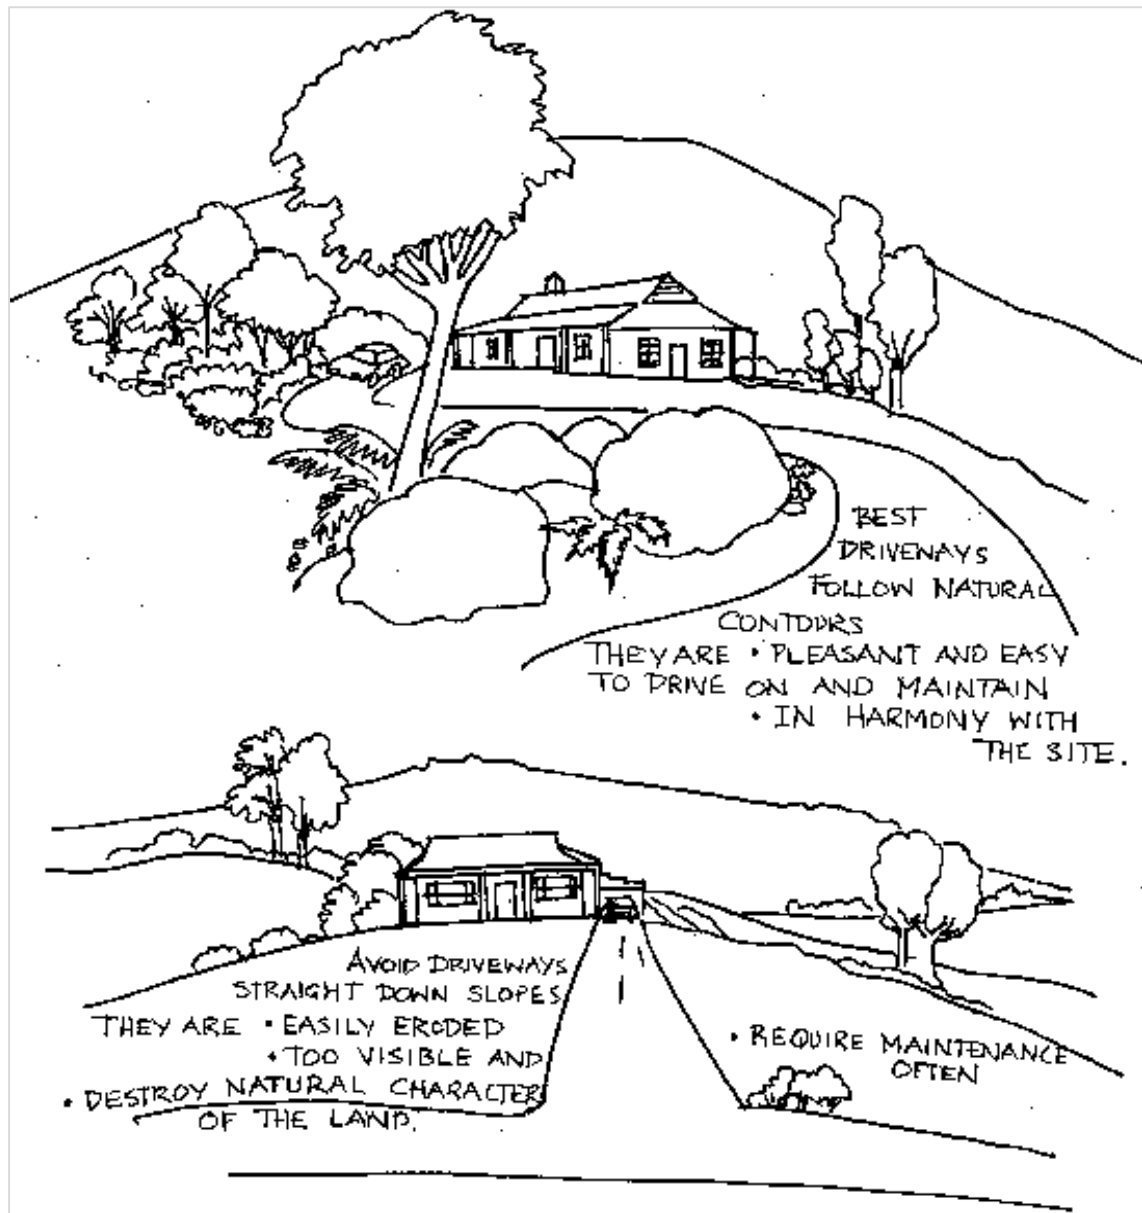 BEST
DRIVEWAYS
FOLLOW NATURAL
CONTOURS
THEY ARE • PLEASANT AND EASY
TO DRIVE ON AND MAINTAIN
• IN HARMONY WITH
THE SITE.
AVOID DRIVEWAYS
STRAIGHT DOWN SLOPES
THEY ARE • EASILY ERODED
• TOO VISIBLE AND
• DESTROY NATURAL CHARACTER
OF THE LAND.
• REQUIRE MAINTENANCE
OFTEN